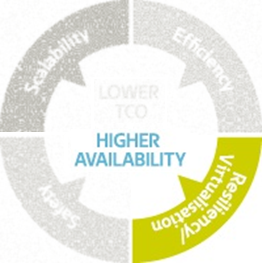 Scalability
Efficiency
LOWER
TCO
HIGHER
AVAILABILITY
Safety
Resiliency/
Virtualisation